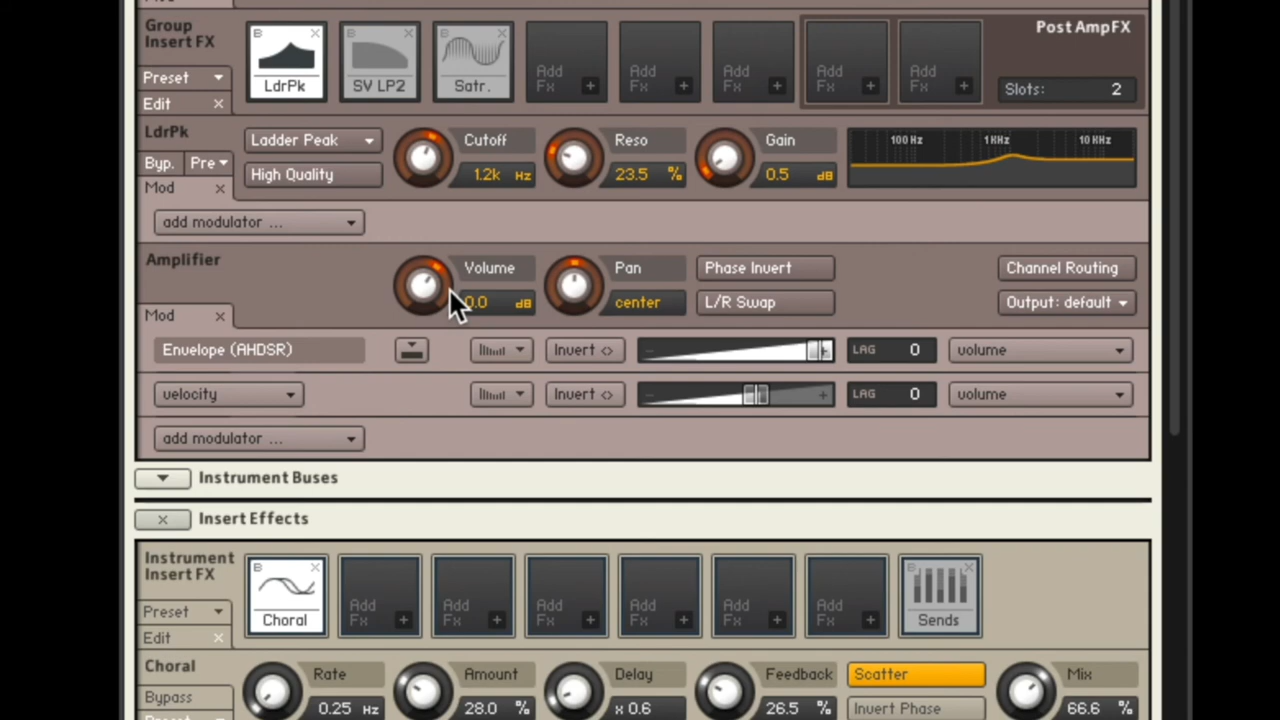 Group
Insert FX
Preset
Edit
B
LdrPk
B
SV LP2
B
Satr.
Add
Fx
Add
Fx
Add
Fx
Add
Fx
Add
Fx
Post AmpFX
Slots: 2
LdrPk
Byp. Pre
Mod
Ladder Peak
High Quality
Cutoff
1.2k Hz
Reso
23.5 %
Gain
0.5 dB
100 Hz 1 KHz 10 KHz
add modulator ...
Amplifier
Mod
Volume
0.0 dB
Pan
center
Phase Invert
L/R Swap
Channel Routing
Output: default
Envelope (AHDSR) Invert <> LAG 0 volume
velocity Invert <> LAG 0 volume
add modulator ...
Instrument Buses
Insert Effects
Instrument
Insert FX
Preset
Edit
B
Choral
Add
Fx
Add
Fx
Add
Fx
Add
Fx
Add
Fx
Add
Fx
B
Sends
Choral
Bypass
Rate
0.25 Hz
Amount
28.0 %
Delay
x 0.6
Feedback
26.5 %
Scatter
Invert Phase
Mix
66.6 %